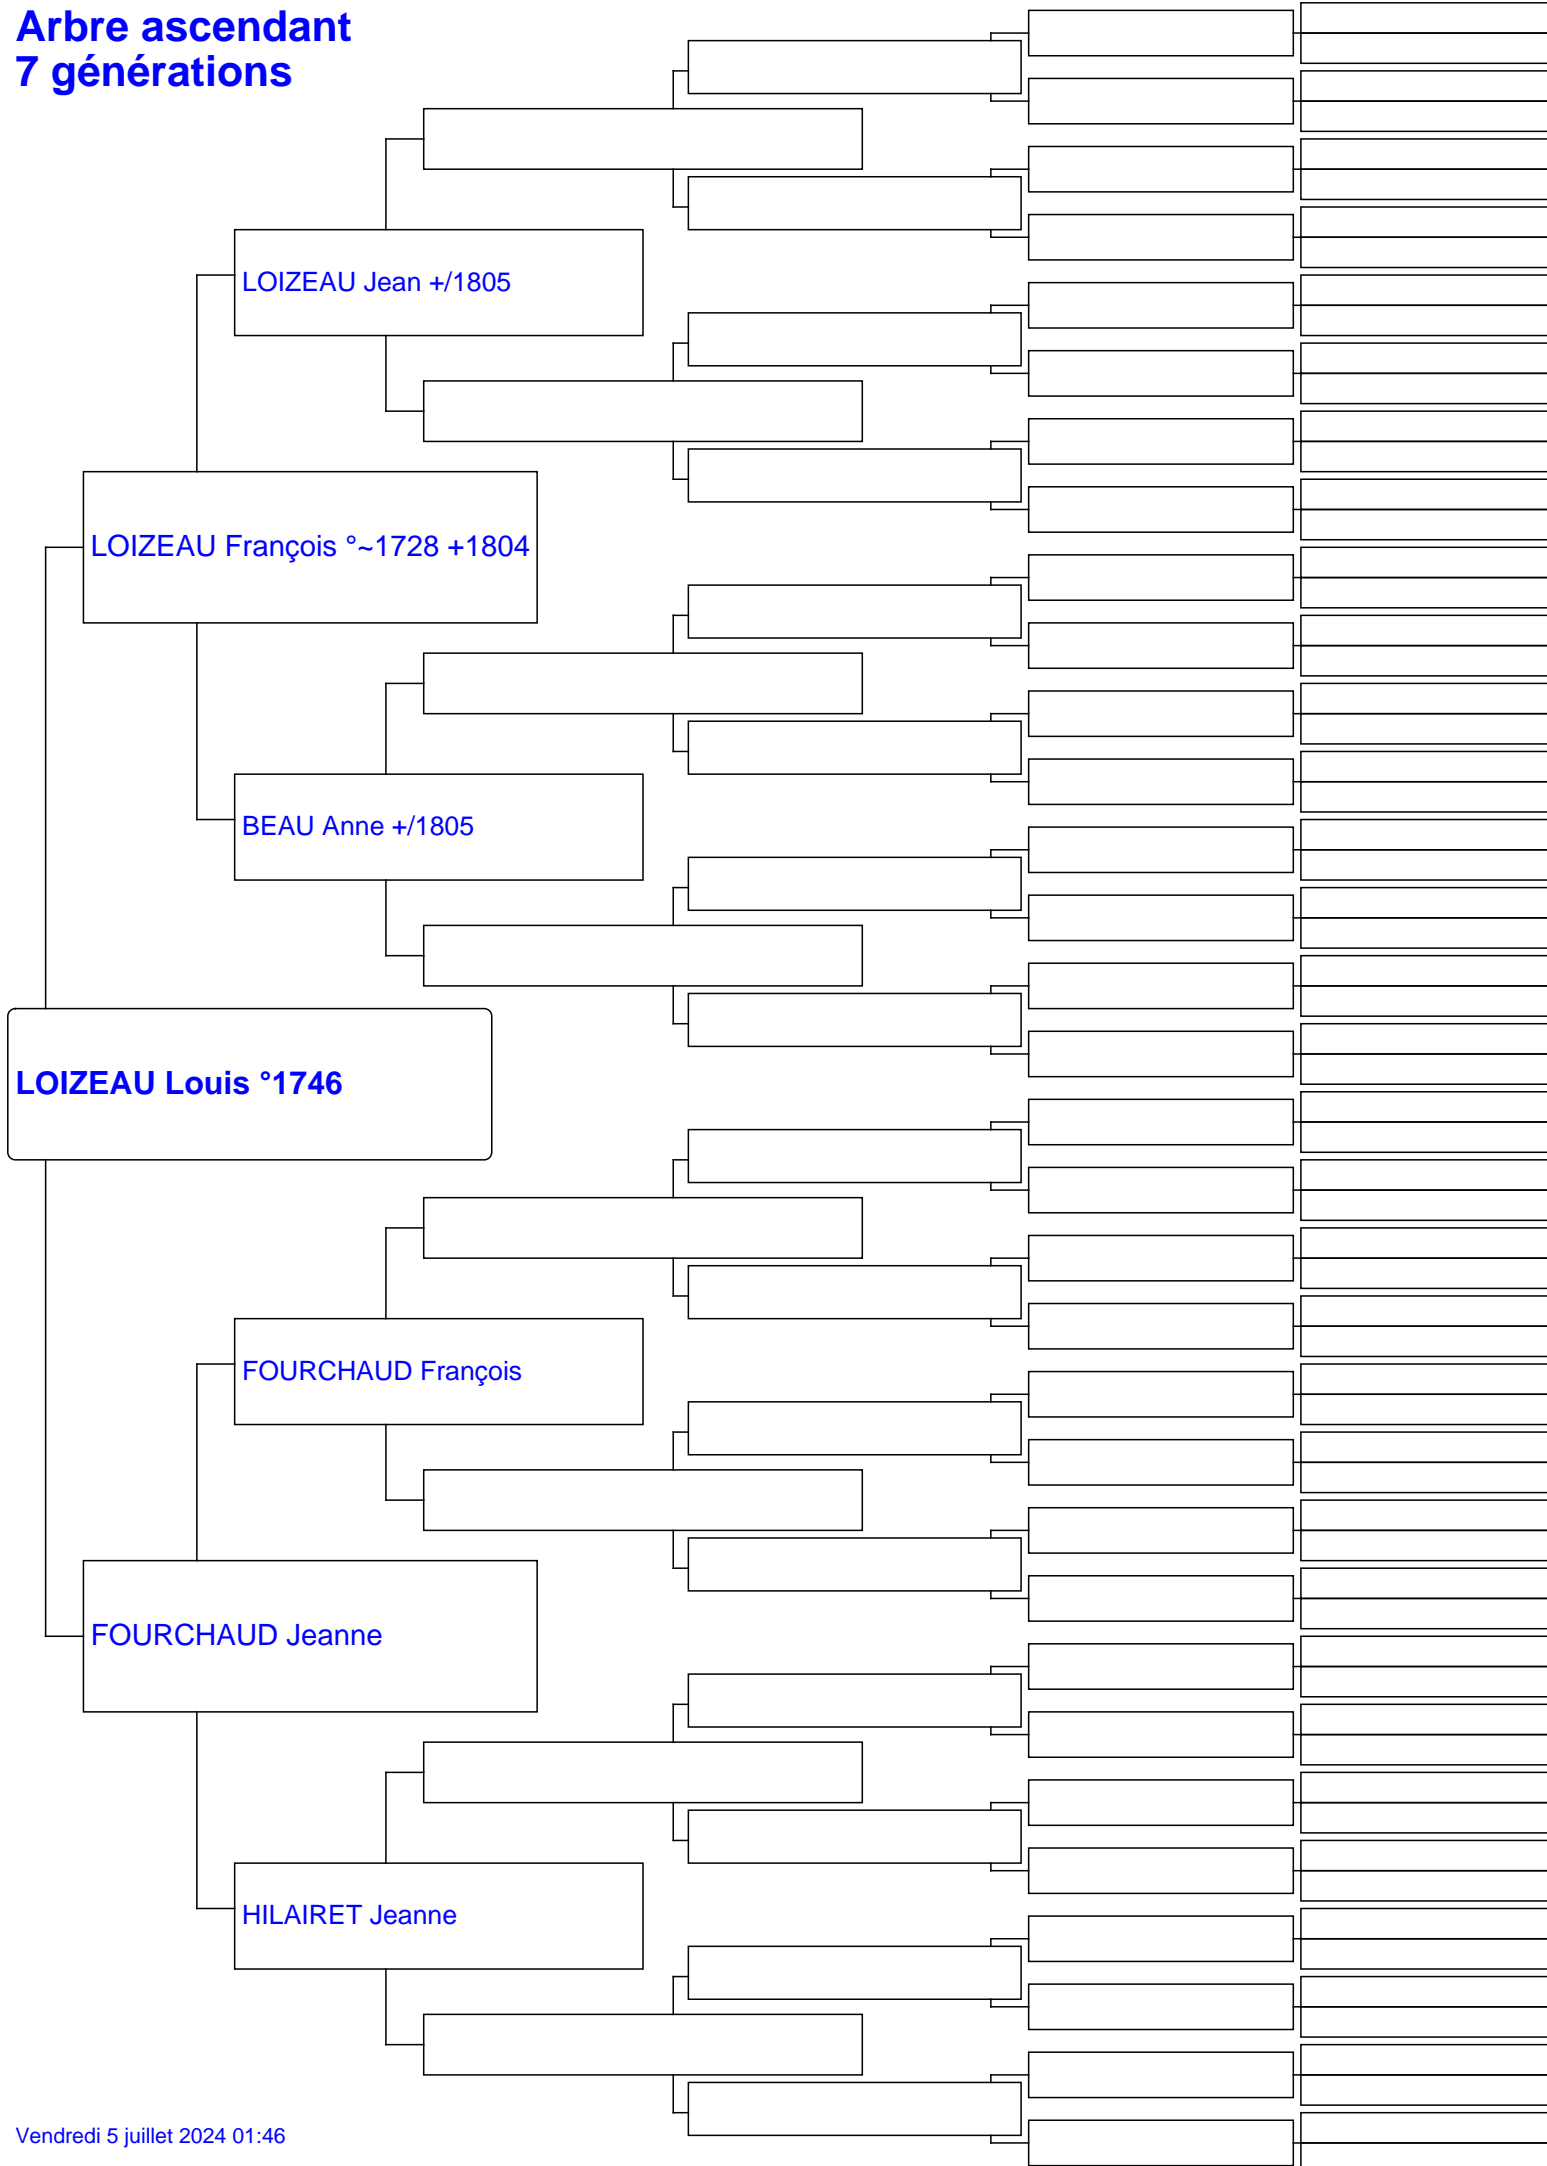 Arbre ascendant
7 générations
LOIZEAU Jean +/1805
LOIZEAU François °~1728 +1804
BEAU Anne +/1805
LOIZEAU Louis °1746
FOURCHAUD François
FOURCHAUD Jeanne
HILAIRET Jeanne
Vendredi 5 juillet 2024 01:46